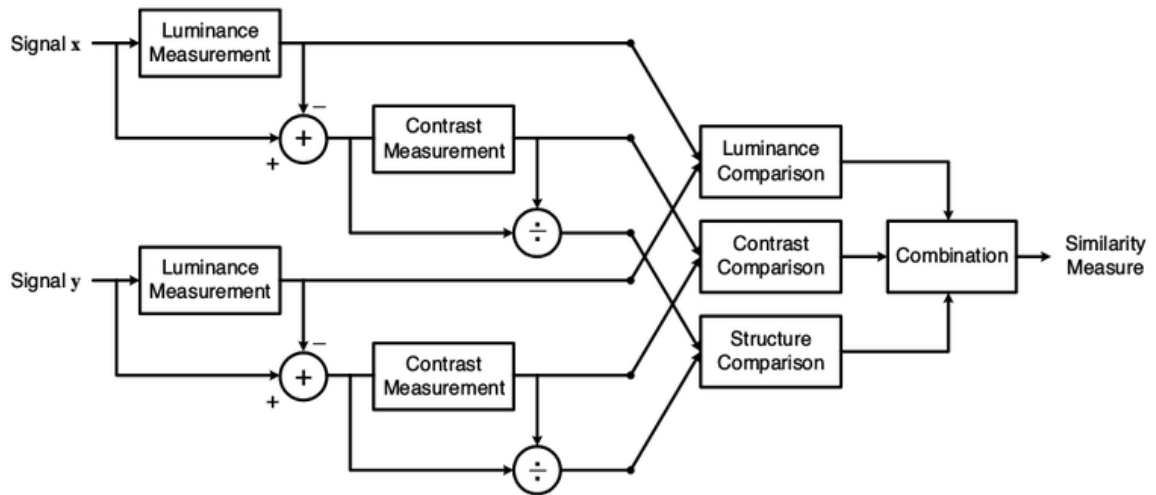 Signal x
Luminance
Measurement
−
+
+
Contrast
Measurement
÷
Signal y
Luminance
Measurement
−
+
+
Contrast
Measurement
÷
Luminance
Comparison
Contrast
Comparison
Structure
Comparison
Combination
Similarity
Measure